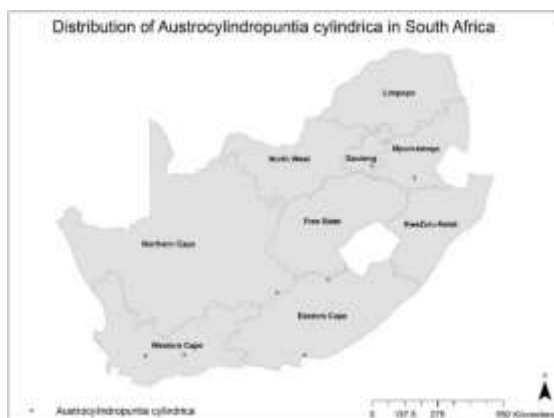 Distribution of Austrocylindropuntia cylindrica in South Africa
Limpopo
North West
Gauteng
Mpumalanga
Free State
KwaZulu-Natal
Northern Cape
Eastern Cape
Western Cape
Austrocylindropuntia cylindrica
0 137.5 275 550 Kilometers